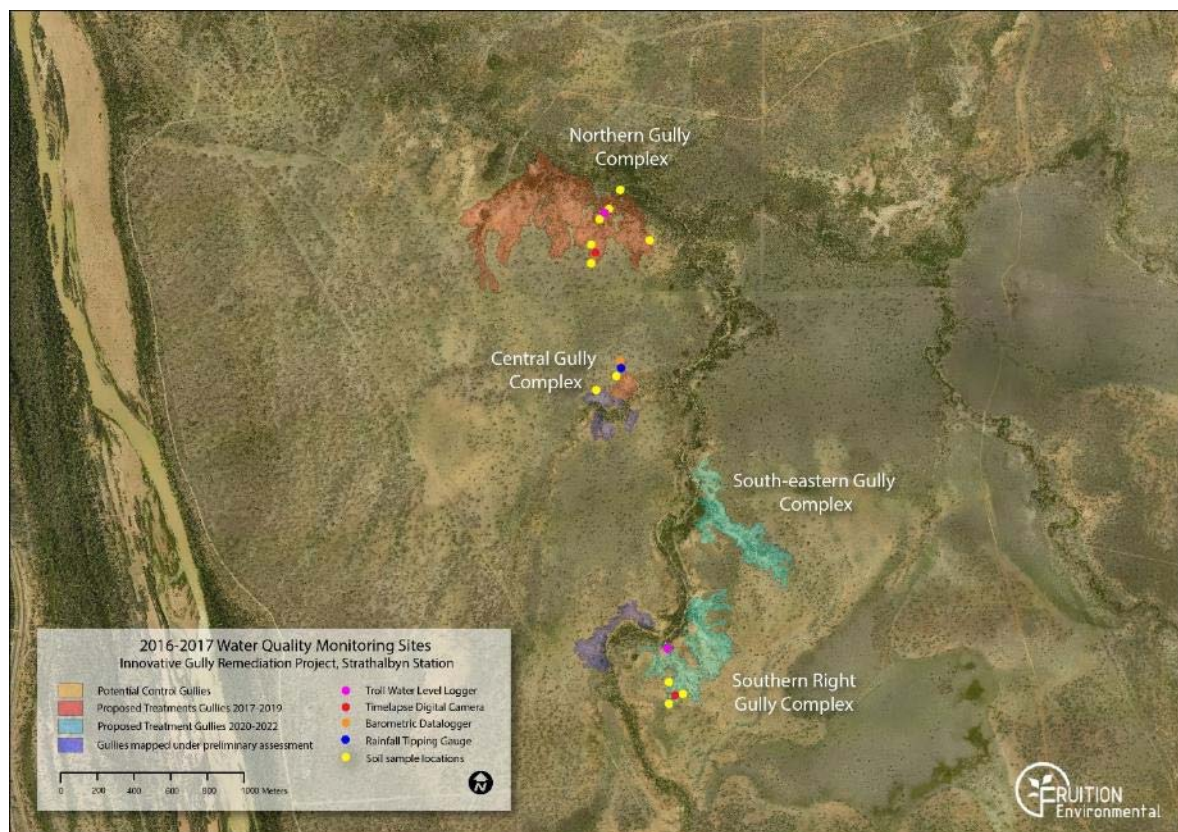 Northern Gully
Complex
Central Gully
Complex
South-eastern Gully
Complex
Southern Right
Gully Complex
2016-2017 Water Quality Monitoring Sites
Innovative Gully Remediation Project, Strathalbyn Station
Potential Control Gullies
Proposed Treatments Gullies 2017-2019
Proposed Treatment Gullies 2020-2022
Gullies mapped under preliminary assessment
Troll Water Level Logger
Timelapse Digital Camera
Barometric Datalogger
Rainfall Tipping Gauge
Soil sample locations
0 200 400 600 800 1000 Meters
N
FRUITION
Environmental